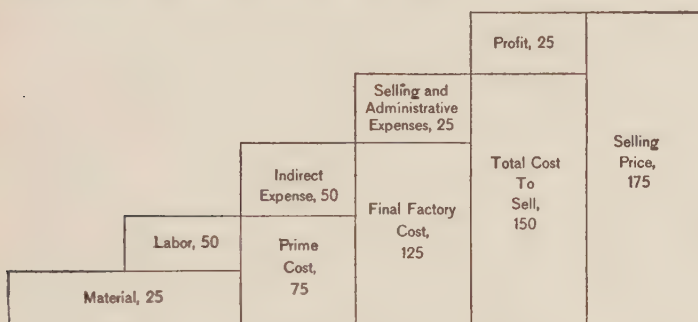 Profit, 25
Selling and
Administrative
Expenses, 25
Selling
Price,
175
Total Cost
To
Sell,
150
Indirect
Expense, 50
Final Factory
Cost,
125
Labor, 50
Prime
Cost,
75
Material, 25